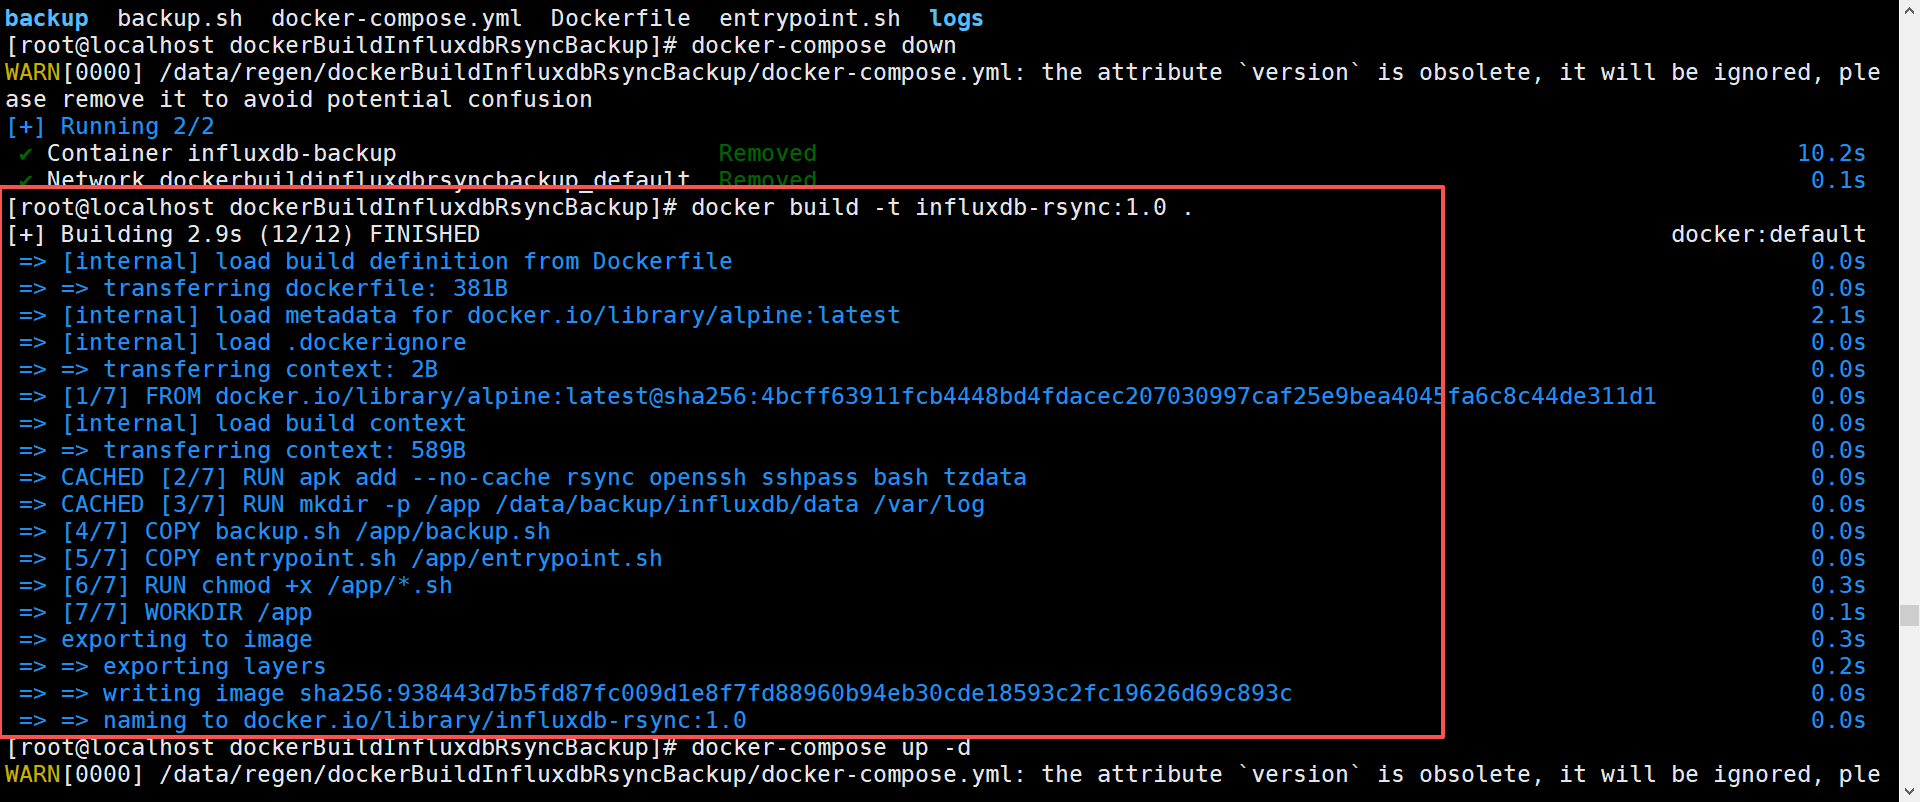 backup  backup.sh  docker-compose.yml  Dockerfile  entrypoint.sh  logs
[root@localhost dockerBuildInfluxdbRsyncBackup]# docker-compose down
WARN[0000] /data/regen/dockerBuildInfluxdbRsyncBackup/docker-compose.yml: the attribute `version` is obsolete, it will be ignored, ple
ase remove it to avoid potential confusion
[+] Running 2/2
 ✔ Container influxdb-backup                       Removed                                                                      10.2s
 ✔ Network dockerbuildinfluxdbrsyncbackup_default  Removed                                                                       0.1s
[root@localhost dockerBuildInfluxdbRsyncBackup]# docker build -t influxdb-rsync:1.0 .
[+] Building 2.9s (12/12) FINISHED                                                                                     docker:default
 => [internal] load build definition from Dockerfile                                                                             0.0s
 => => transferring dockerfile: 381B                                                                                             0.0s
 => [internal] load metadata for docker.io/library/alpine:latest                                                                 2.1s
 => [internal] load .dockerignore                                                                                                0.0s
 => => transferring context: 2B                                                                                                  0.0s
 => [1/7] FROM docker.io/library/alpine:latest@sha256:4bcff63911fcb4448bd4fdacec207030997caf25e9bea4045fa6c8c44de311d1           0.0s
 => [internal] load build context                                                                                                0.0s
 => => transferring context: 589B                                                                                                0.0s
 => CACHED [2/7] RUN apk add --no-cache rsync openssh sshpass bash tzdata                                                        0.0s
 => CACHED [3/7] RUN mkdir -p /app /data/backup/influxdb/data /var/log                                                           0.0s
 => [4/7] COPY backup.sh /app/backup.sh                                                                                          0.0s
 => [5/7] COPY entrypoint.sh /app/entrypoint.sh                                                                                  0.0s
 => [6/7] RUN chmod +x /app/*.sh                                                                                                 0.3s
 => [7/7] WORKDIR /app                                                                                                           0.1s
 => exporting to image                                                                                                           0.3s
 => => exporting layers                                                                                                          0.2s
 => => writing image sha256:938443d7b5fd87fc009d1e8f7fd88960b94eb30cde18593c2fc19626d69c893c                                     0.0s
 => => naming to docker.io/library/influxdb-rsync:1.0                                                                            0.0s
[root@localhost dockerBuildInfluxdbRsyncBackup]# docker-compose up -d
WARN[0000] /data/regen/dockerBuildInfluxdbRsyncBackup/docker-compose.yml: the attribute `version` is obsolete, it will be ignored, ple